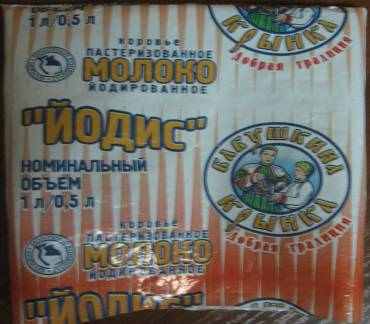 1 л/0,5 л
коровье
ПАСТЕРИЗОВАННОЕ
МОЛОКО
ЙОДИРОВАННОЕ
БАБУШКИНА
КРЫНКА
Добрая традиция
"ЙОДИС"
НОМИНАЛЬНЫЙ
ОБЪЕМ
1 л/0,5 л
БАБУШКИНА
КРЫНКА
Добрая традиция
коровье
ПАСТЕРИЗОВАННОЕ
МОЛОКО
ЙОДИРОВАННОЕ
"ЙОДИС"